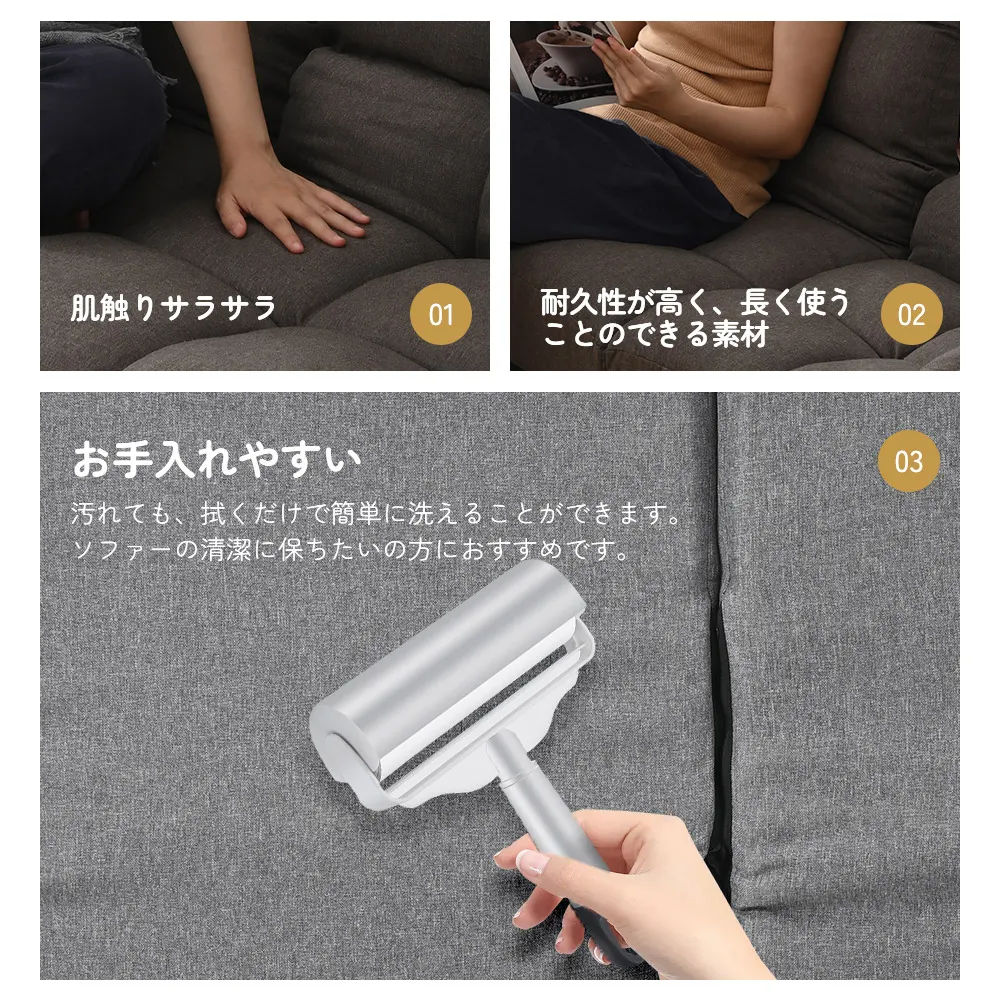 肌触りサラサラ
01
耐久性が高く、長く使う
ことのできる素材
02
お手入れやすい
03
汚れても、拭くだけで簡単に洗えることができます。
ソファーの清潔に保ちたいの方におすすめです。